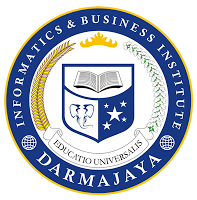 INFORMATICS & BUSINESS INSTITUTE
EDUCATIO UNIVERSALIS
DARMAJAYA